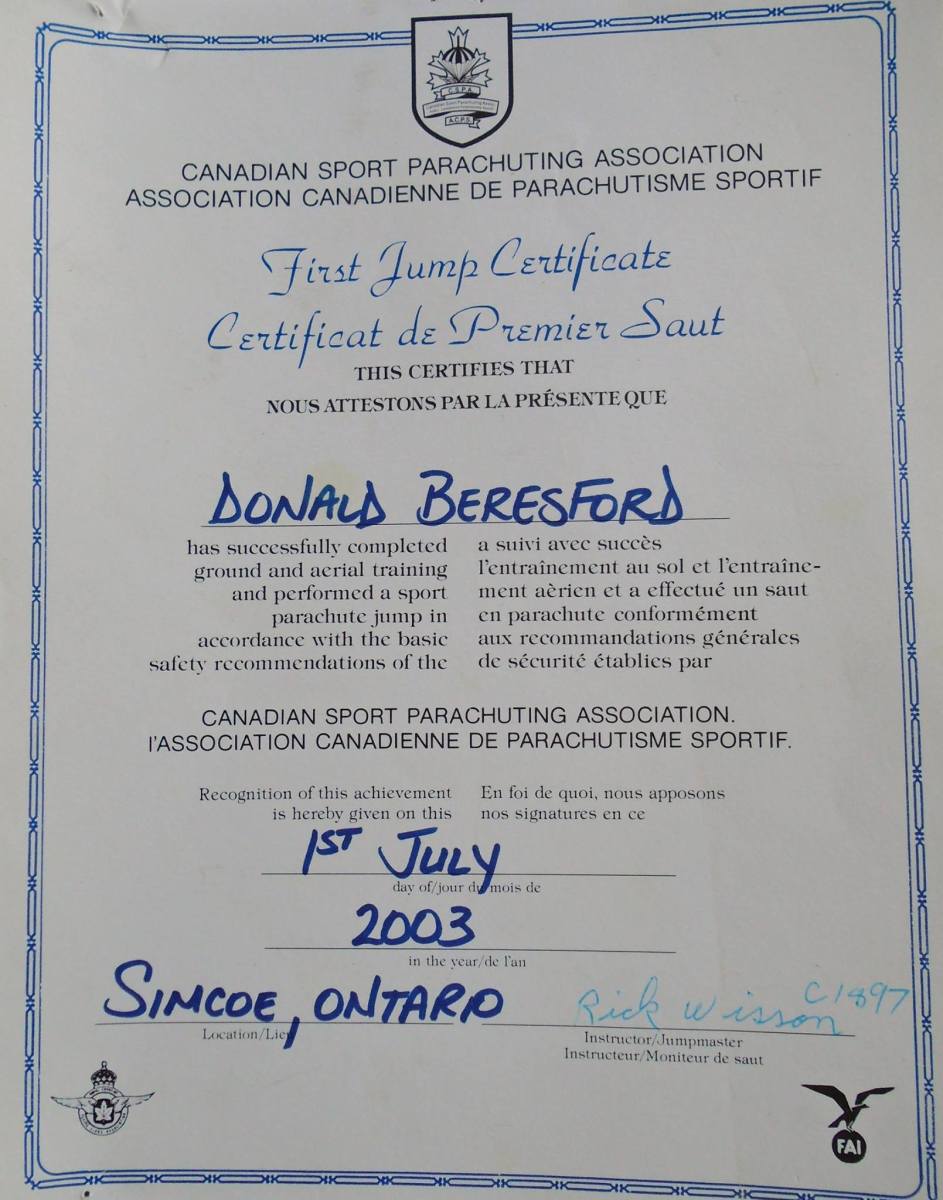 C.S.P.A.
A.C.P.S.
CANADIAN SPORT PARACHUTING ASSOCIATION
ASSOCIATION CANADIENNE DE PARACHUTISME SPORTIF
First Jump Certificate
Certificat de Premier Saut
THIS CERTIFIES THAT
NOUS ATTESTONS PAR LA PRÉSENTE QUE
DONALD BERESFORD
has successfully completed
ground and aerial training
and performed a sport
parachute jump in
accordance with the basic
safety recommendations of the
a suivi avec succès
l'entraînement au sol et l'entraîne-
ment aèrien et a effectué un saut
en parachute conformément
aux recommandations générales
de sécurité établies par
CANADIAN SPORT PARACHUTING ASSOCIATION.
l'ASSOCIATION CANADIENNE DE PARACHUTISME SPORTIF.
Recognition of this achievement
is hereby given on this
En foi de quoi, nous apposons
nos signatures en ce
1ST JULY
day of/jour du mois de
2003
in the year/de l'an
SIMCOE, ONTARIO
Location/Lieu
Rick Wisson C1897
Instructor/Jumpmaster
Instructeur/Moniteur de saut
FAI